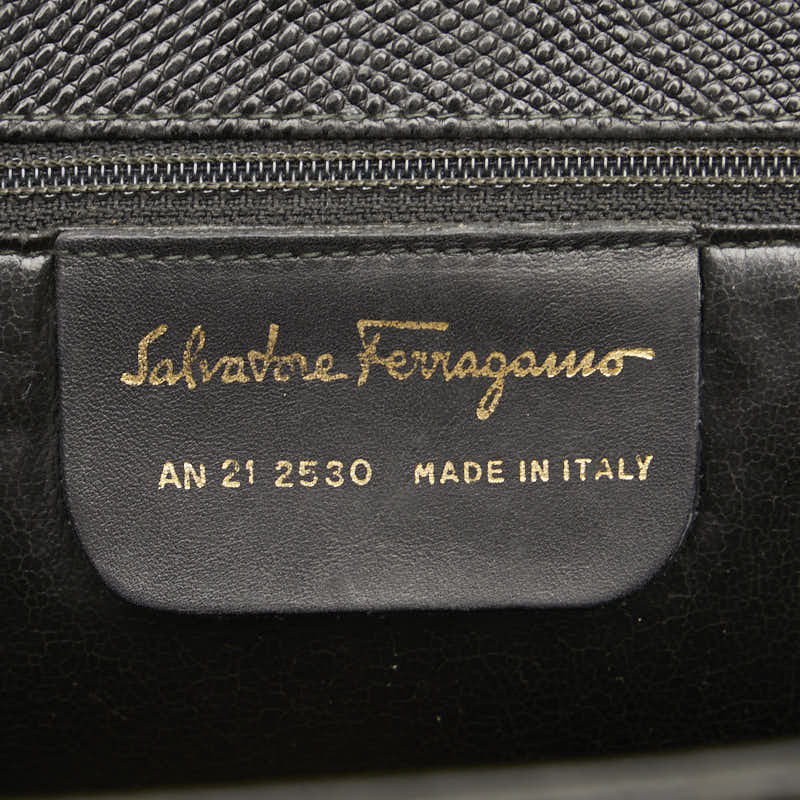 Salvatore Ferragamo
AN 21 2530 MADE IN ITALY